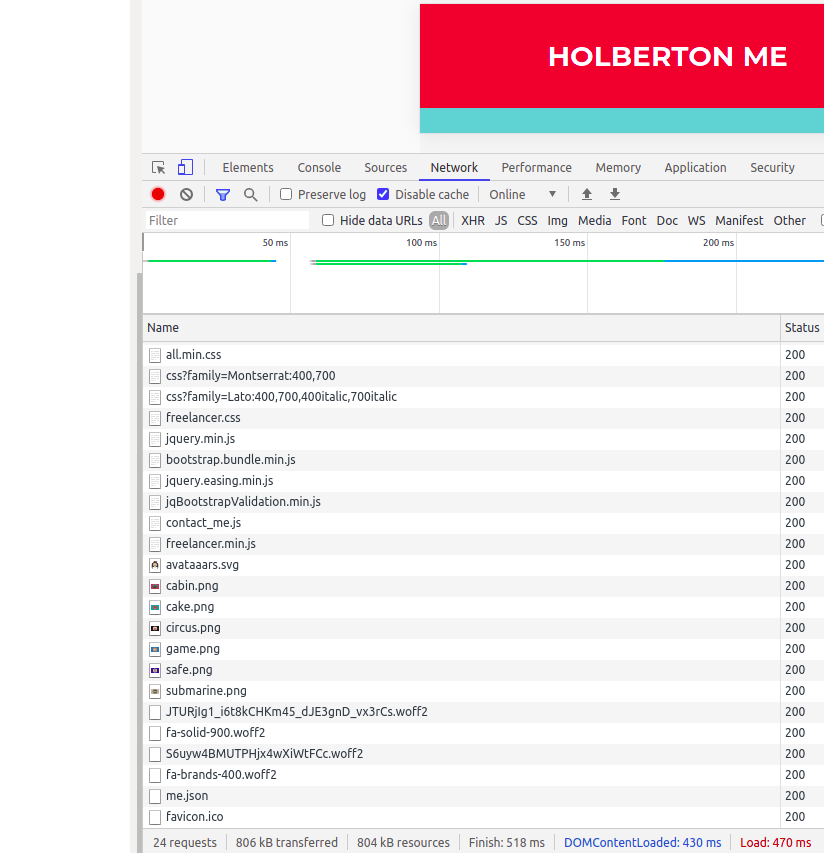 HOLBERTON ME
Elements Console Sources Network Performance Memory Application Security
Preserve log Disable cache Online
Filter Hide data URLs All XHR JS CSS Img Media Font Doc WS Manifest Other
50 ms 100 ms 150 ms 200 ms
Name Status
all.min.css 200
css?family=Montserrat:400,700 200
css?family=Lato:400,700,400italic,700italic 200
freelancer.css 200
jquery.min.js 200
bootstrap.bundle.min.js 200
jquery.easing.min.js 200
jqBootstrapValidation.min.js 200
contact_me.js 200
freelancer.min.js 200
avataaars.svg 200
cabin.png 200
cake.png 200
circus.png 200
game.png 200
safe.png 200
submarine.png 200
JTURjIg1_i6t8kCHKm45_dJE3gnD_vx3rCs.woff2 200
fa-solid-900.woff2 200
S6uyw4BMUTPHjx4wXiWtFCc.woff2 200
fa-brands-400.woff2 200
me.json 200
favicon.ico 200
24 requests 806 kB transferred 804 kB resources Finish: 518 ms DOMContentLoaded: 430 ms Load: 470 ms